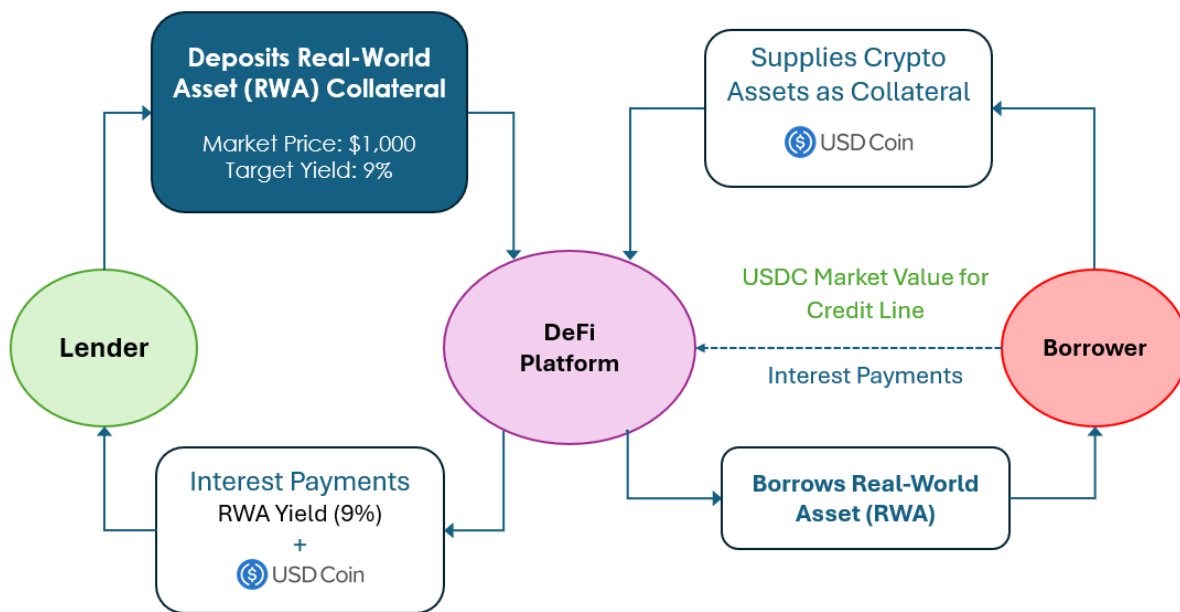 Deposits Real-World
Asset (RWA) Collateral
Market Price: $1,000
Target Yield: 9%
Supplies Crypto
Assets as Collateral
USD Coin
Lender
DeFi
Platform
USDC Market Value for
Credit Line
Interest Payments
Borrower
Interest Payments
RWA Yield (9%)
+
USD Coin
Borrows Real-World
Asset (RWA)